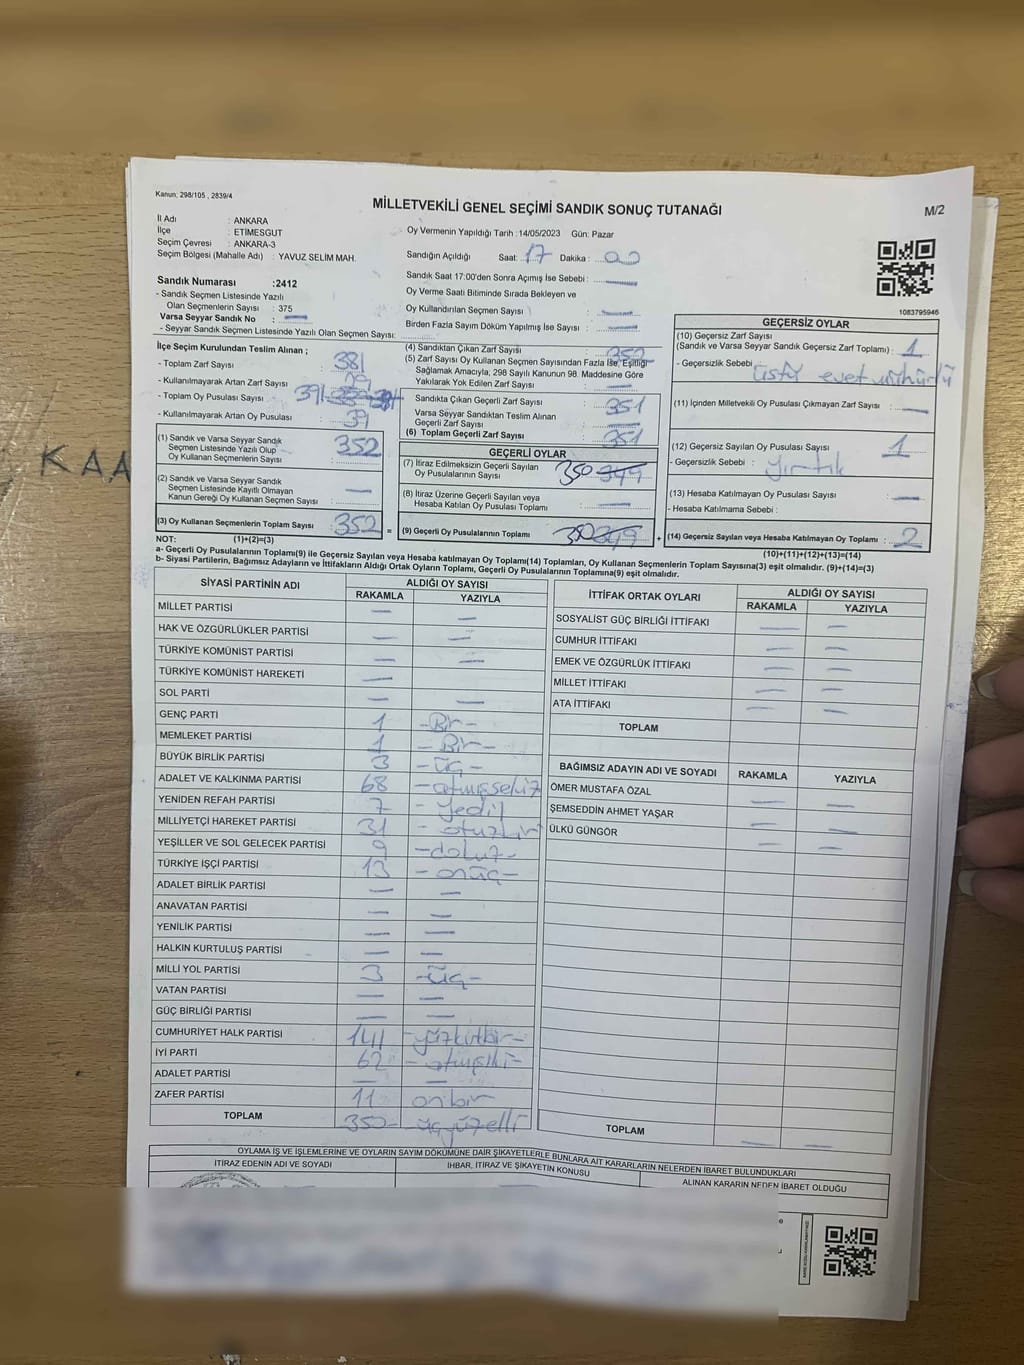 Kanun; 298/105 , 2839/4
MİLLETVEKİLİ GENEL SEÇİMİ SANDIK SONUÇ TUTANAĞI
M/2
İl Adı : ANKARA
İlçe : ETİMESGUT
Seçim Çevresi : ANKARA-3
Seçim Bölgesi (Mahalle Adı) : YAVUZ SELİM MAH.
Oy Vermenin Yapıldığı Tarih : 14/05/2023 Gün: Pazar
Sandığın Açıldığı Saat: 17 Dakika : 00
Sandık Saat 17:00'den Sonra Açımış İse Sebebi : —
Oy Verme Saati Bitiminde Sırada Bekleyen ve
Oy Kullandırılan Seçmen Sayısı : —
Birden Fazla Sayım Döküm Yapılmış İse Sayısı : —
Sandık Numarası :2412
- Sandık Seçmen Listesinde Yazılı
Olan Seçmenlerin Sayısı : 375
Varsa Seyyar Sandık No : —
- Seyyar Sandık Seçmen Listesinde Yazılı Olan Seçmen Sayısı:
1083795946
İlçe Seçim Kurulundan Teslim Alınan ;
- Toplam Zarf Sayısı : 381
- Kullanılmayarak Artan Zarf Sayısı : 29
- Toplam Oy Pusulası Sayısı : 391
- Kullanılmayarak Artan Oy Pusulası : 39
(1) Sandık ve Varsa Seyyar Sandık
Seçmen Listesinde Yazılı Olup
Oy Kullanan Seçmenlerin Sayısı : 352
(2) Sandık ve Varsa Seyyar Sandık
Seçmen Listesinde Kayıtlı Olmayan
Kanun Gereği Oy Kullanan Seçmen Sayısı : —
(3) Oy Kullanan Seçmenlerin Toplam Sayısı : 352 =
(4) Sandıktan Çıkan Zarf Sayısı : 352
(5) Zarf Sayısı Oy Kullanan Seçmen Sayısından Fazla İse, Eşitliği
Sağlamak Amacıyla, 298 Sayılı Kanunun 98. Maddesine Göre
Yakılarak Yok Edilen Zarf Sayısı : —
Sandıkta Çıkan Geçerli Zarf Sayısı : 351
Varsa Seyyar Sandıktan Teslim Alınan
Geçerli Zarf Sayısı : —
(6) Toplam Geçerli Zarf Sayısı : 351
GEÇERLİ OYLAR
(7) İtiraz Edilmeksizin Geçerli Sayılan
Oy Pusulalarının Sayısı : 350 349
(8) İtiraz Üzerine Geçerli Sayılan veya
Hesaba Katılan Oy Pusulası Toplamı : —
(9) Geçerli Oy Pusulalarının Toplamı : 350 349 +
GEÇERSİZ OYLAR
(10) Geçersiz Zarf Sayısı
(Sandık ve Varsa Seyyar Sandık Geçersiz Zarf Toplamı) : 1
- Geçersizlik Sebebi : üstü evet mühürlü
(11) İçinden Milletvekili Oy Pusulası Çıkmayan Zarf Sayısı : —
(12) Geçersiz Sayılan Oy Pusulası Sayısı : 1
- Geçersizlik Sebebi : yırtık
(13) Hesaba Katılmayan Oy Pusulası Sayısı : —
- Hesaba Katılmama Sebebi :
(14) Geçersiz Sayılan veya Hesaba Katılmayan Oy Toplamı : 2
KAA
NOT: (1)+(2)=(3)
(10)+(11)+(12)+(13)=(14)
a- Geçerli Oy Pusulalarının Toplamı(9) ile Geçersiz Sayılan veya Hesaba katılmayan Oy Toplamı(14) Toplamları, Oy Kullanan Seçmenlerin Toplam Sayısına(3) eşit olmalıdır. (9)+(14)=(3)
b- Siyasi Partilerin, Bağımsız Adayların ve İttifakların Aldığı Ortak Oyların Toplamı, Geçerli Oy Pusulalarının Toplamına(9) eşit olmalıdır.
SİYASİ PARTİNİN ADI ALDIĞI OY SAYISI
RAKAMLA YAZIYLA
MİLLET PARTİSİ — —
HAK VE ÖZGÜRLÜKLER PARTİSİ — —
TÜRKİYE KOMÜNİST PARTİSİ — —
TÜRKİYE KOMÜNİST HAREKETİ —
SOL PARTİ — —
GENÇ PARTİ 1 -Bir-
MEMLEKET PARTİSİ 1 -Bir-
BÜYÜK BİRLİK PARTİSİ 3 -üç-
ADALET VE KALKINMA PARTİSİ 68 -atmışsekiz
YENİDEN REFAH PARTİSİ 7 -yedi
MİLLİYETÇİ HAREKET PARTİSİ 31 -otuzbir
YEŞİLLER VE SOL GELECEK PARTİSİ 9 -dokuz-
TÜRKİYE İŞÇİ PARTİSİ 13 -onüç-
ADALET BİRLİK PARTİSİ — —
ANAVATAN PARTİSİ — —
YENİLİK PARTİSİ — —
HALKIN KURTULUŞ PARTİSİ — —
MİLLİ YOL PARTİSİ 3 -üç-
VATAN PARTİSİ — —
GÜÇ BİRLİĞİ PARTİSİ — —
CUMHURİYET HALK PARTİSİ 141 -yüzkırkbir-
İYİ PARTİ 62 -atmışiki-
ADALET PARTİSİ — —
ZAFER PARTİSİ 11 onbir
TOPLAM 350- üçyüzelli
İTTİFAK ORTAK OYLARI ALDIĞI OY SAYISI
RAKAMLA YAZIYLA
SOSYALİST GÜÇ BİRLİĞİ İTTİFAKI — —
CUMHUR İTTİFAKI — —
EMEK VE ÖZGÜRLÜK İTTİFAKI — —
MİLLET İTTİFAKI — —
ATA İTTİFAKI — —
TOPLAM
BAĞIMSIZ ADAYIN ADI VE SOYADI RAKAMLA YAZIYLA
ÖMER MUSTAFA ÖZAL — —
ŞEMSEDDİN AHMET YAŞAR — —
ÜLKÜ GÜNGÖR — —
TOPLAM — —
OYLAMA İŞ VE İŞLEMLERİNE VE OYLARIN SAYIM DÖKÜMÜNE DAİR ŞİKAYETLERLE BUNLARA AİT KARARLARIN NELERDEN İBARET BULUNDUKLARI
İTİRAZ EDENİN ADI VE SOYADI İHBAR, İTİRAZ VE ŞİKAYETİN KONUSU ALINAN KARARIN NEDEN İBARET OLDUĞU